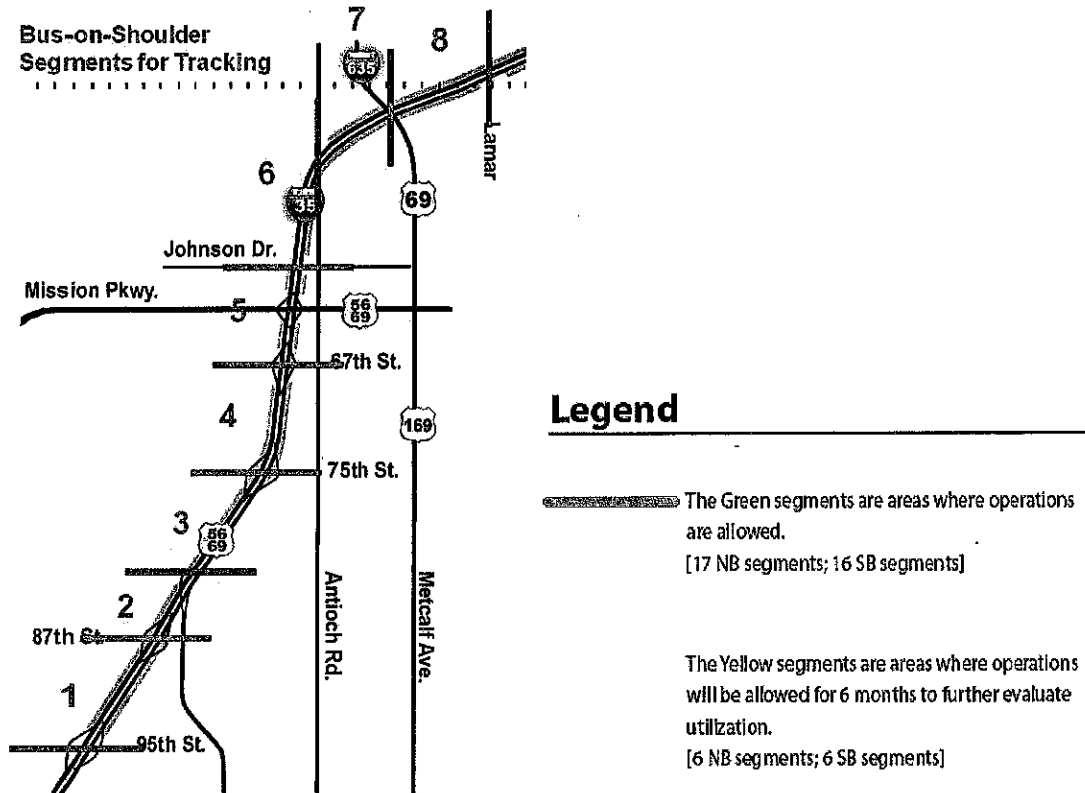 Bus-on-Shoulder
Segments for Tracking
7
8
635
Lamar
6
35
69
Johnson Dr.
Mission Pkwy.
5
56
69
67th St.
4
169
75th St.
3
56
69
Antioch Rd.
Metcalf Ave.
2
87th St.
1
95th St.
Legend
The Green segments are areas where operations
are allowed.
[17 NB segments; 16 SB segments]
The Yellow segments are areas where operations
will be allowed for 6 months to further evaluate
utilization.
[6 NB segments; 6 SB segments]